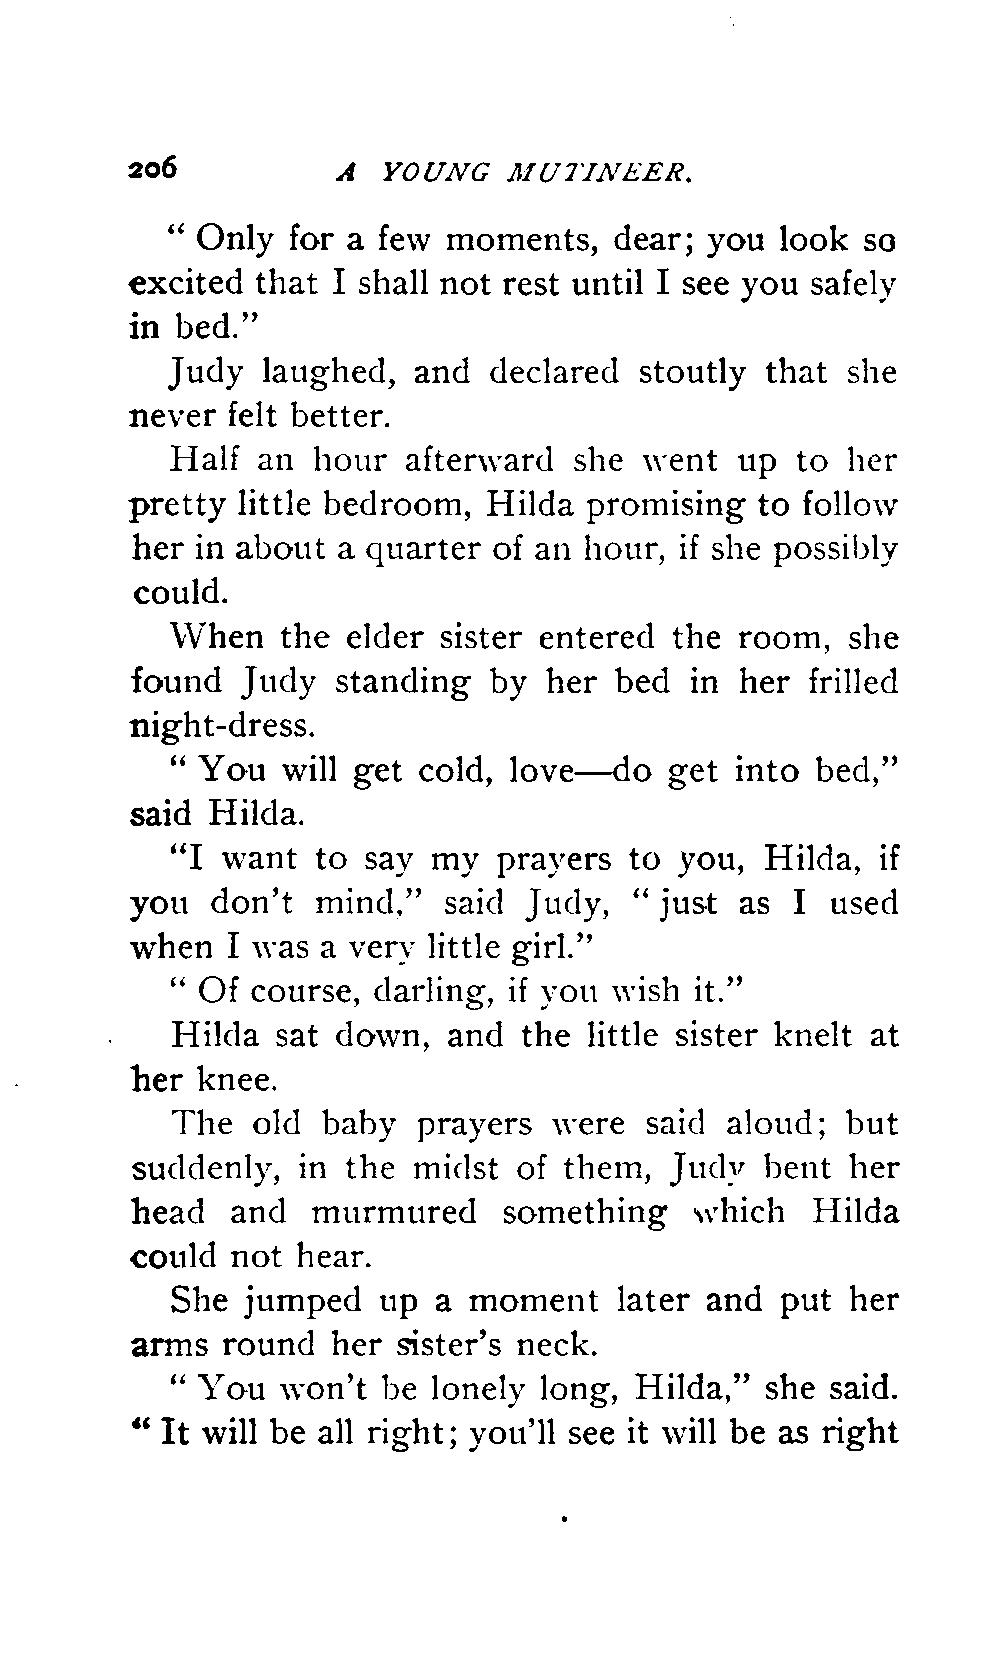 206 A YOUNG MUTINEER.
" Only for a few moments, dear; you look so
excited that I shall not rest until I see you safely
in bed."
Judy laughed, and declared stoutly that she
never felt better.
Half an hour afterward she went up to her
pretty little bedroom, Hilda promising to follow
her in about a quarter of an hour, if she possibly
could.
When the elder sister entered the room, she
found Judy standing by her bed in her frilled
night-dress.
" You will get cold, love—do get into bed,"
said Hilda.
"I want to say my prayers to you, Hilda, if
you don't mind," said Judy, " just as I used
when I was a very little girl."
" Of course, darling, if you wish it."
Hilda sat down, and the little sister knelt at
her knee.
The old baby prayers were said aloud; but
suddenly, in the midst of them, Judy bent her
head and murmured something which Hilda
could not hear.
She jumped up a moment later and put her
arms round her sister's neck.
" You won't be lonely long, Hilda," she said.
" It will be all right; you'll see it will be as right